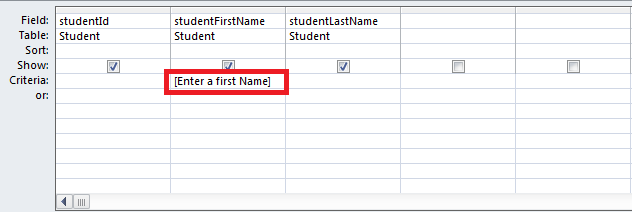 Field: studentId studentFirstName studentLastName
Table: Student Student Student
Sort:
Show:
Criteria: [Enter a first Name]
or: